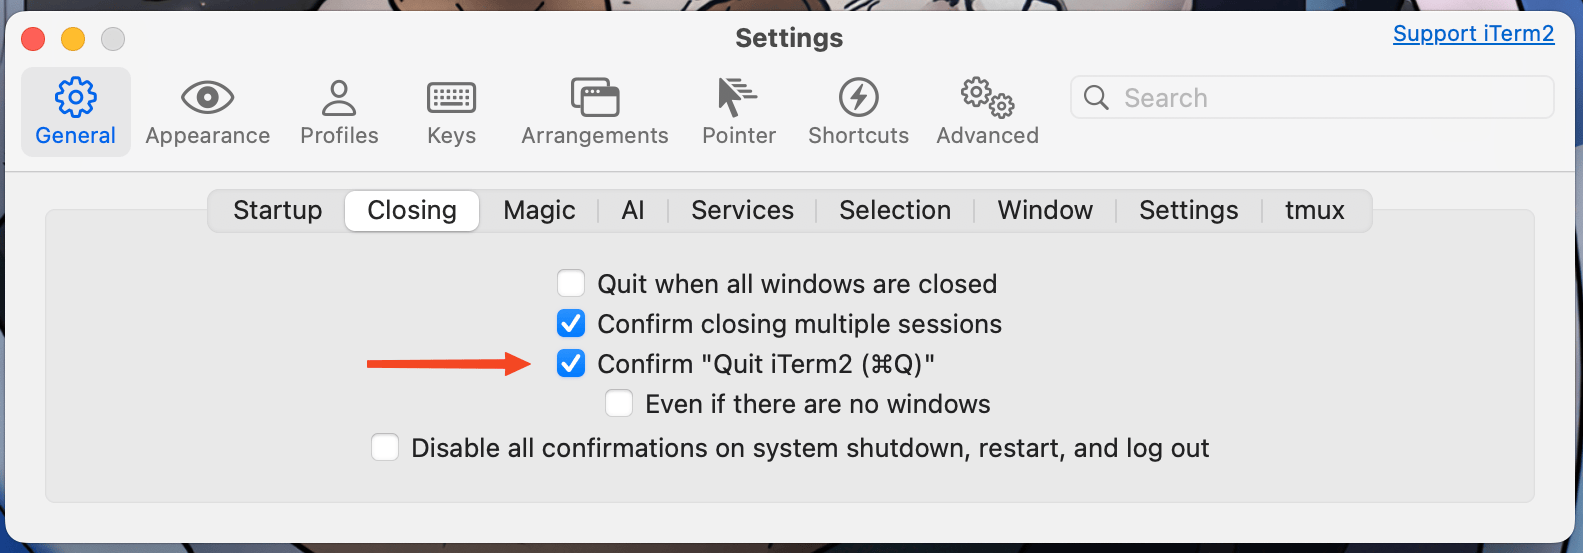 Settings
Support iTerm2
General
Appearance
Profiles
Keys
Arrangements
Pointer
Shortcuts
Advanced
Search
Startup
Closing
Magic
AI
Services
Selection
Window
Settings
tmux
Quit when all windows are closed
Confirm closing multiple sessions
Confirm "Quit iTerm2 (⌘Q)"
Even if there are no windows
Disable all confirmations on system shutdown, restart, and log out